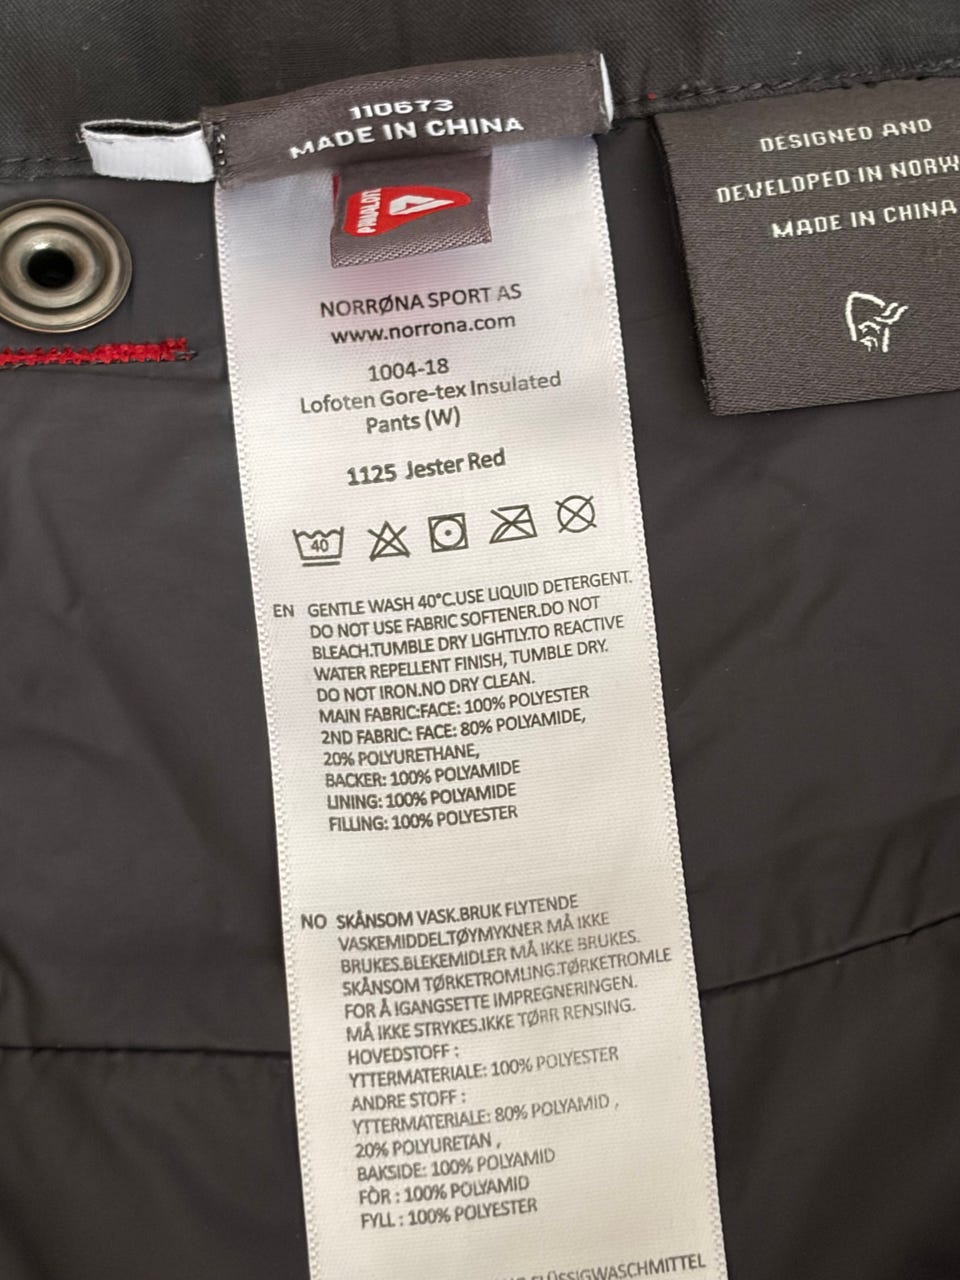 110673
MADE IN CHINA
PRIMALOFT
DESIGNED AND
DEVELOPED IN
MADE IN CHINA
NORRØNA SPORT AS
www.norrona.com
1004-18
Lofoten Gore-tex Insulated
Pants (W)
1125 Jester Red
40
EN GENTLE WASH 40°C.USE LIQUID DETERGENT.
DO NOT USE FABRIC SOFTENER.DO NOT
BLEACH.TUMBLE DRY LIGHTLY.TO REACTIVE
WATER REPELLENT FINISH, TUMBLE DRY.
DO NOT IRON.NO DRY CLEAN.
MAIN FABRIC:FACE: 100% POLYESTER
2ND FABRIC: FACE: 80% POLYAMIDE,
20% POLYURETHANE,
BACKER: 100% POLYAMIDE
LINING: 100% POLYAMIDE
FILLING: 100% POLYESTER
NO SKÅNSOM VASK.BRUK FLYTENDE
VASKEMIDDEL.TØYMYKNER MÅ IKKE
BRUKES.BLEKEMIDLER MÅ IKKE BRUKES.
SKÅNSOM TØRKETROMLING.TØRKETROMLE
FOR Å IGANGSETTE IMPREGNERINGEN.
MÅ IKKE STRYKES.IKKE TØRR RENSING.
HOVEDSTOFF :
YTTERMATERIALE: 100% POLYESTER
ANDRE STOFF :
YTTERMATERIALE: 80% POLYAMID ,
20% POLYURETAN ,
BAKSIDE: 100% POLYAMID
FÒR : 100% POLYAMID
FYLL : 100% POLYESTER
FLÜSSIGWASCHMITTEL